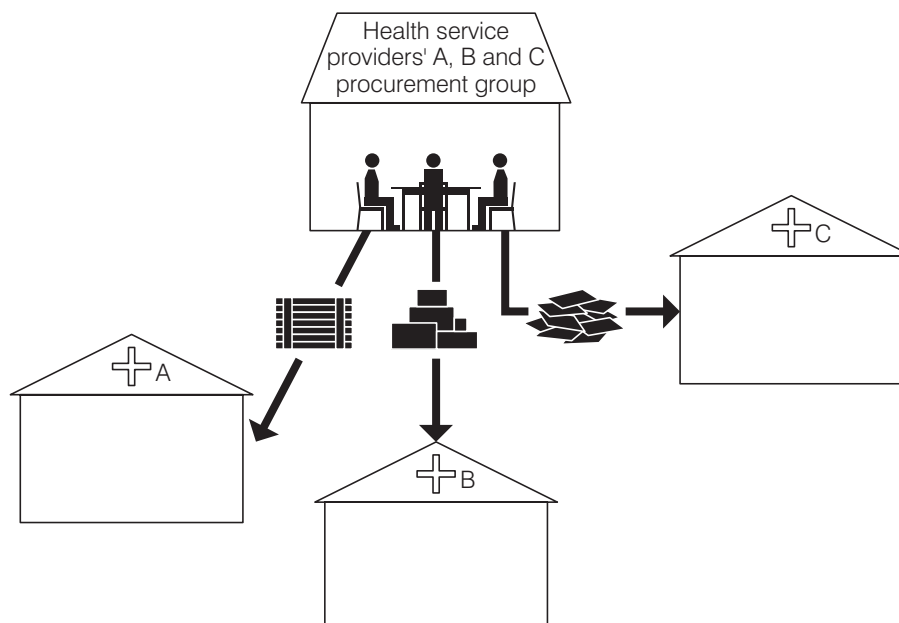 Health service
providers' A, B and C
procurement group
C
A
B